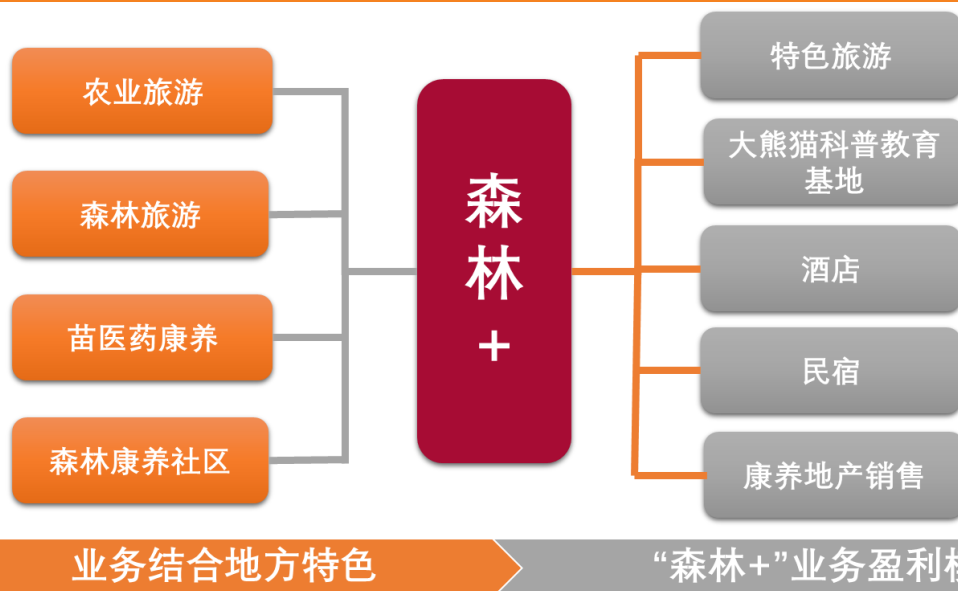 农业旅游
森林旅游
苗医药康养
森林康养社区
森
林
+
特色旅游
大熊猫科普教育
基地
酒店
民宿
康养地产销售
业务结合地方特色
“森林+”业务盈利